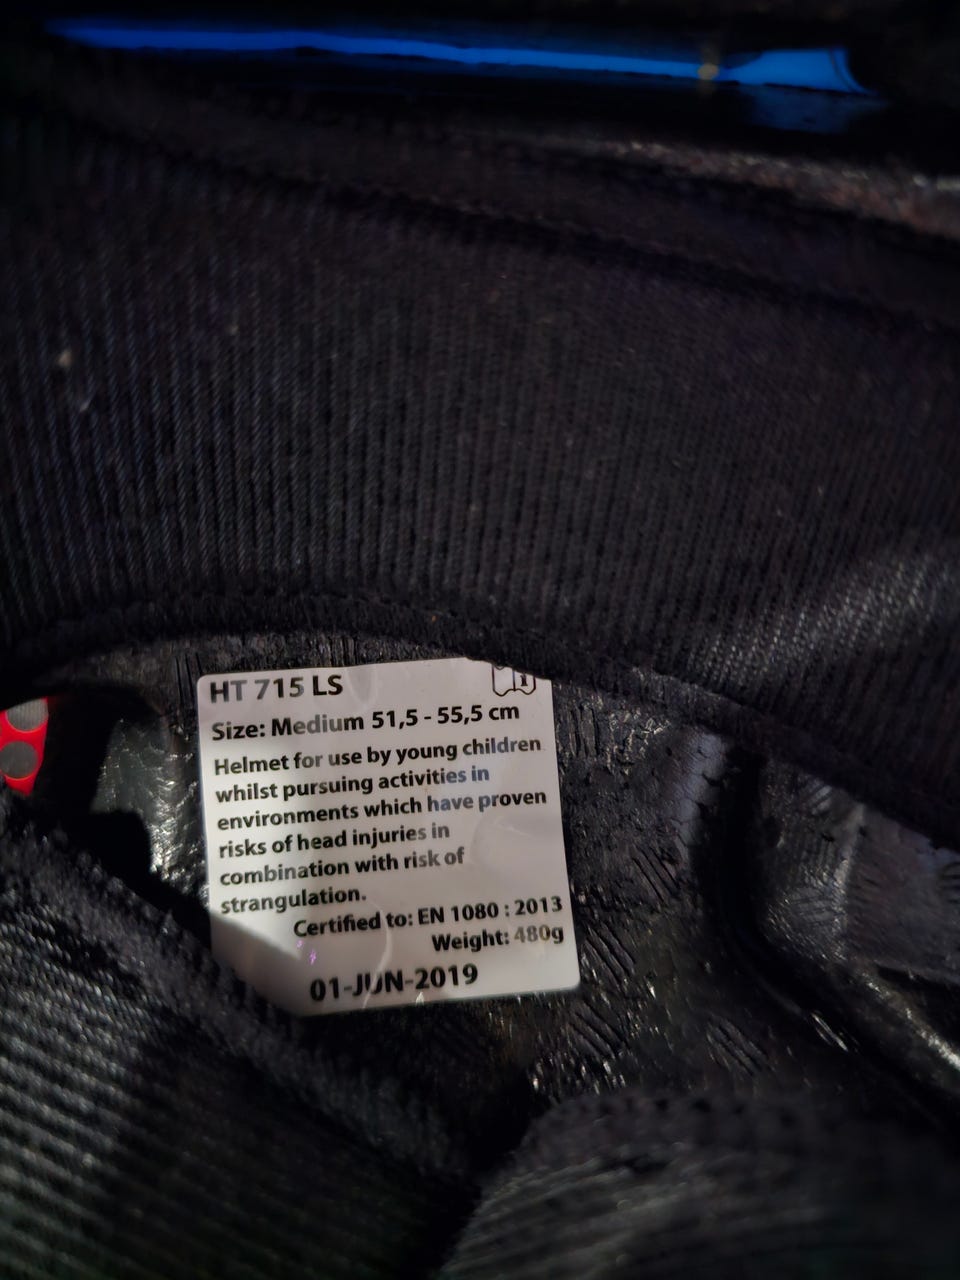 HT 715 LS
Size: Medium 51,5 - 55,5 cm
Helmet for use by young children
whilst pursuing activities in
environments which have proven
risks of head injuries in
combination with risk of
strangulation.
Certified to: EN 1080 : 2013
Weight: 480g
01-JUN-2019